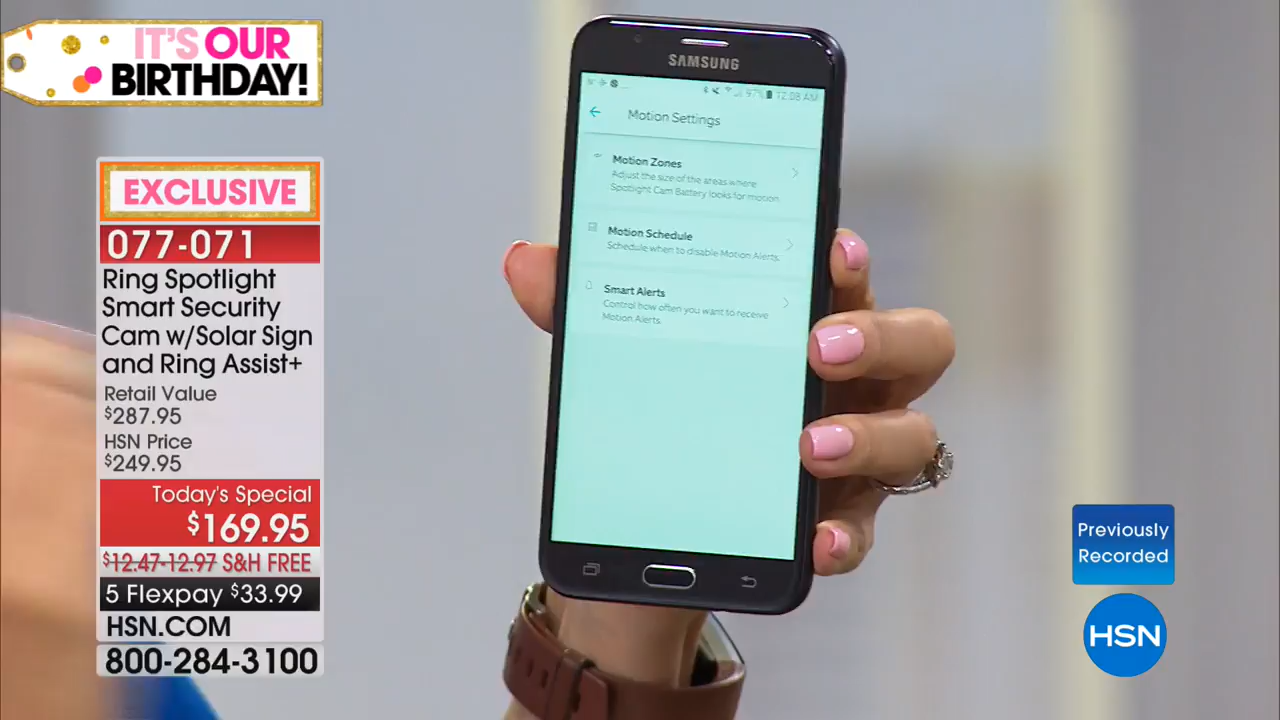 IT'S OUR
BIRTHDAY!
EXCLUSIVE
077-071
Ring Spotlight
Smart Security
Cam w/Solar Sign
and Ring Assist+
Retail Value
$287.95
HSN Price
$249.95
Today's Special
$169.95
$12.47-12.97 S&H FREE
5 Flexpay $33.99
HSN.COM
800-284-3100
SAMSUNG
97% 12:08 AM
Motion Settings
Motion Zones
Adjust the size of the areas where
Spotlight Cam Battery looks for motion
Motion Schedule
Schedule when to disable Motion Alerts.
Smart Alerts
Control how often you want to receive
Motion Alerts.
Previously
Recorded
HSN